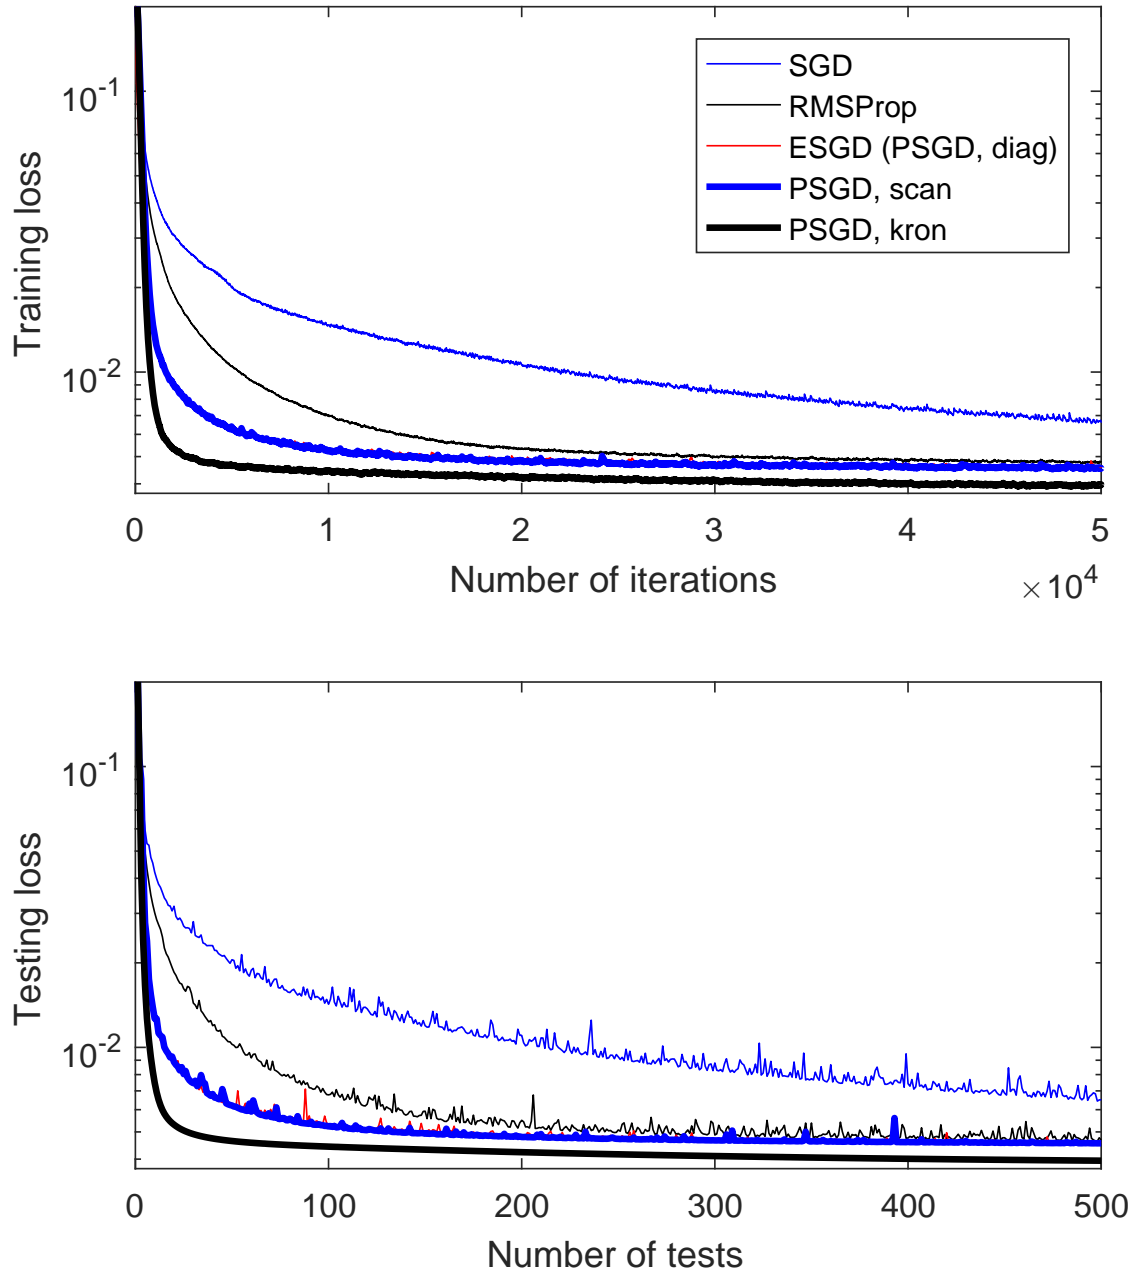 Training loss
10-1
10-2
SGD
RMSProp
ESGD (PSGD, diag)
PSGD, scan
PSGD, kron
0 1 2 3 4 5
Number of iterations
×104
Testing loss
10-1
10-2
0 100 200 300 400 500
Number of tests